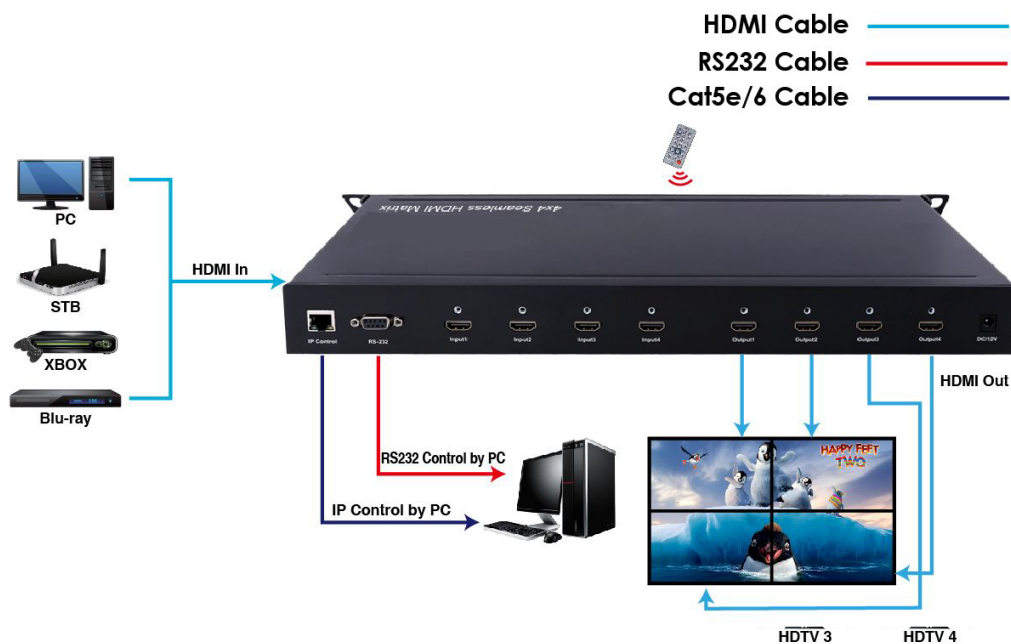 HDMI Cable
RS232 Cable
Cat5e/6 Cable
PC
STB
XBOX
Blu-ray
HDMI In
4x4 Seamless HDMI Matrix
IP Control
RS-232
Input1
Input2
Input3
Input4
Output1
Output2
Output3
Output4
DC/12V
HDMI Out
RS232 Control by PC
IP Control by PC
HAPPY FEET
TWO
HDTV 3
HDTV 4